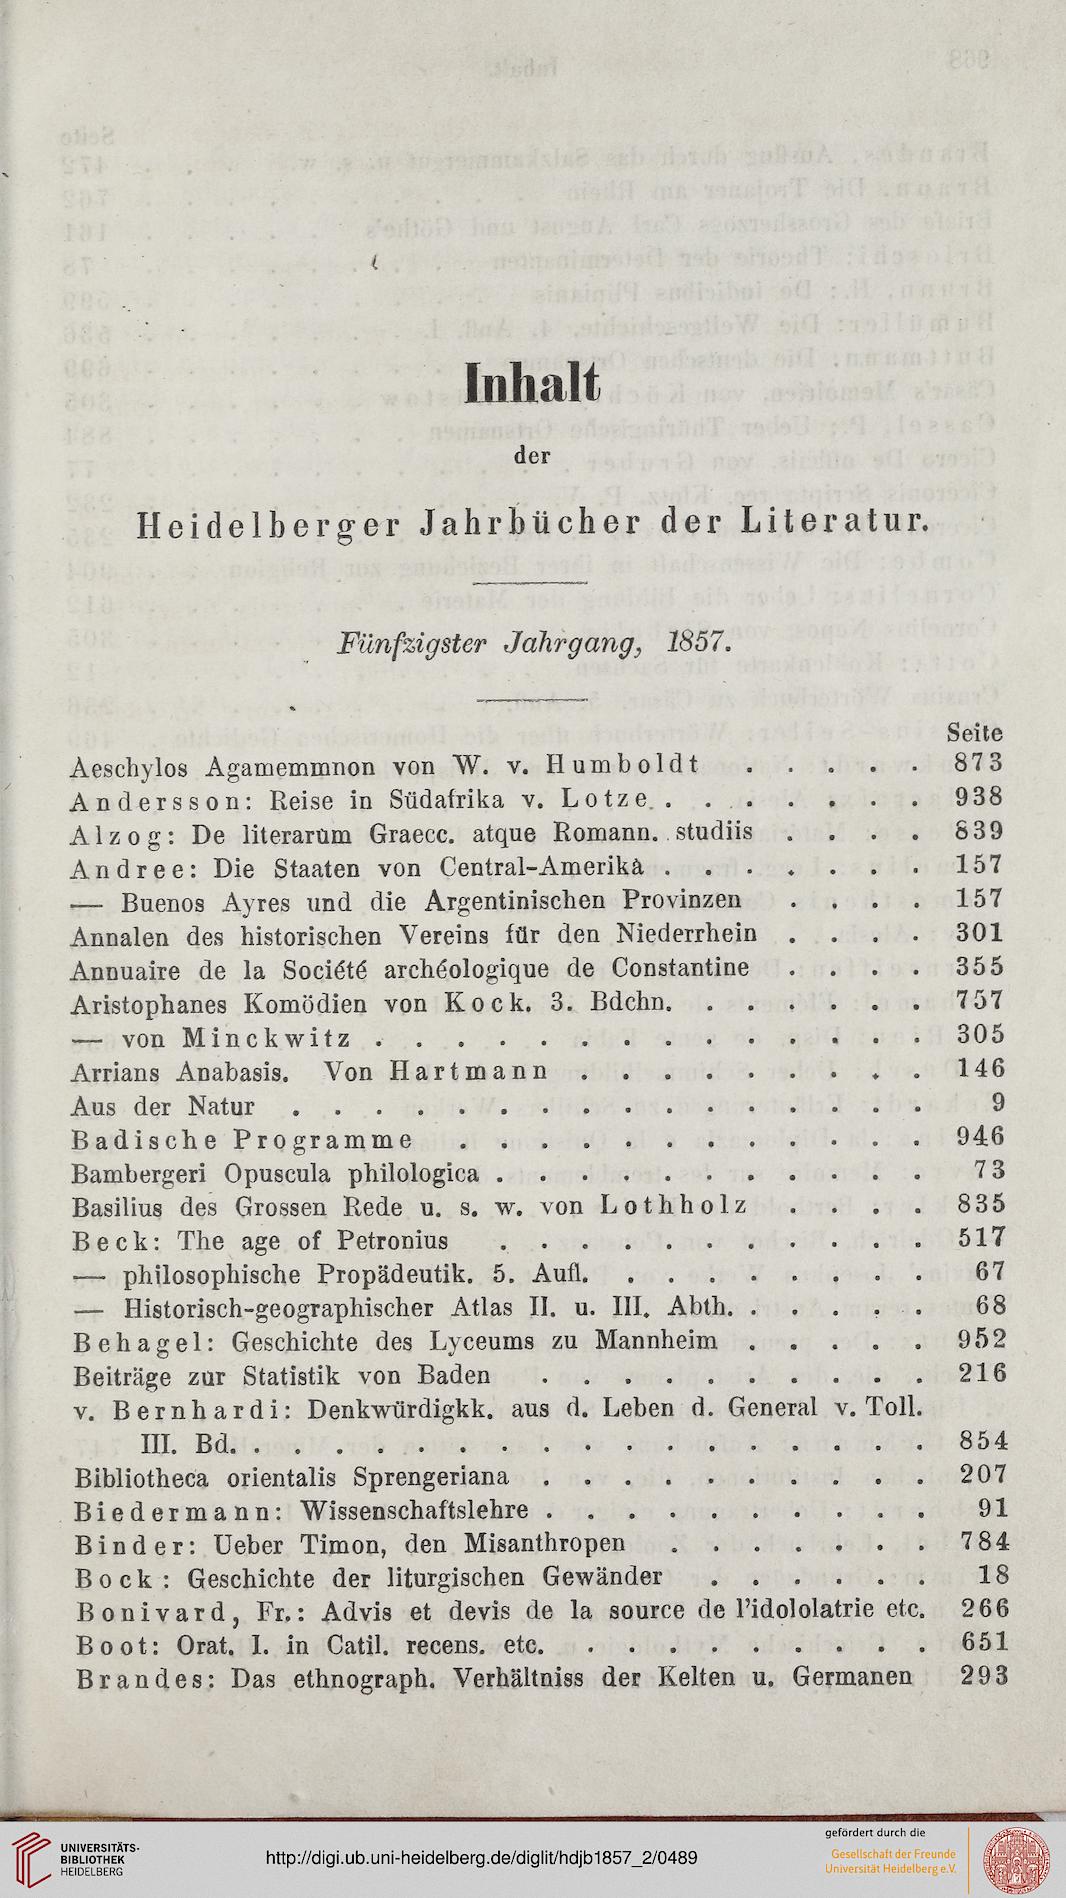 Inhalt
der
Heidelberger Jahrbücher der Literatur.
Fünfzigster Jahrgang, 1857.
Seite
Aeschylos Agamemmnon von W. v. Humboldt . . . . . 873
Andersson: Reise in Südafrika v. Lotze . . . . . . . 938
Alzog: De literarum Graecc. atque Romann. studiis . . . . 839
Andree: Die Staaten von Central-Amerika . . . . . . . 157
— Buenos Ayres und die Argentinischen Provinzen . . . . 157
Annalen des historischen Vereins für den Niederrhein . . . . 301
Annuaire de la Société archéologique de Constantine . . . . 355
Aristophanes Komödien von Kock. 3. Bdchn. . . . . . . 757
— von Minckwitz . . . . . . . . . . . . . . 305
Arrians Anabasis. Von Hartmann . . . . . . . . . 146
Aus der Natur . . . . . . . . . . . . . . . . 9
Badische Programme . . . . . . . . . . . . 946
Bambergeri Opuscula philologica . . . . . . . . . . . 73
Basilius des Grossen Rede u. s. w. von Lothholz . . . . 835
Beck: The age of Petronius . . . . . . . . . . . 517
— philosophische Propädeutik. 5. Aufl. . . . . . . . . 67
— Historisch-geographischer Atlas II. u. III. Abth. . . . . . 68
Behagel: Geschichte des Lyceums zu Mannheim . . . . . 952
Beiträge zur Statistik von Baden . . . . . . . . . . 216
v. Bernhardi: Denkwürdigkk. aus d. Leben d. General v. Toll.
III. Bd. . . . . . . . . . . . . . . . . . 854
Bibliotheca orientalis Sprengeriana . . . . . . . . . . 207
Biedermann: Wissenschaftslehre . . . . . . . . . . 91
Binder: Ueber Timon, den Misanthropen . . . . . . . 784
Bock: Geschichte der liturgischen Gewänder . . . . . . 18
Bonivard, Fr.: Advis et devis de la source de l'idololatrie etc. 266
Boot: Orat. I. in Catil. recens. etc. . . . . . . . . . 651
Brandes: Das ethnograph. Verhältniss der Kelten u. Germanen 293
UNIVERSITÄTS-
BIBLIOTHEK
HEIDELBERG
http://digi.ub.uni-heidelberg.de/diglit/hdjb1857_2/0489
gefördert durch die
Gesellschaft der Freunde
Universität Heidelberg e.V.